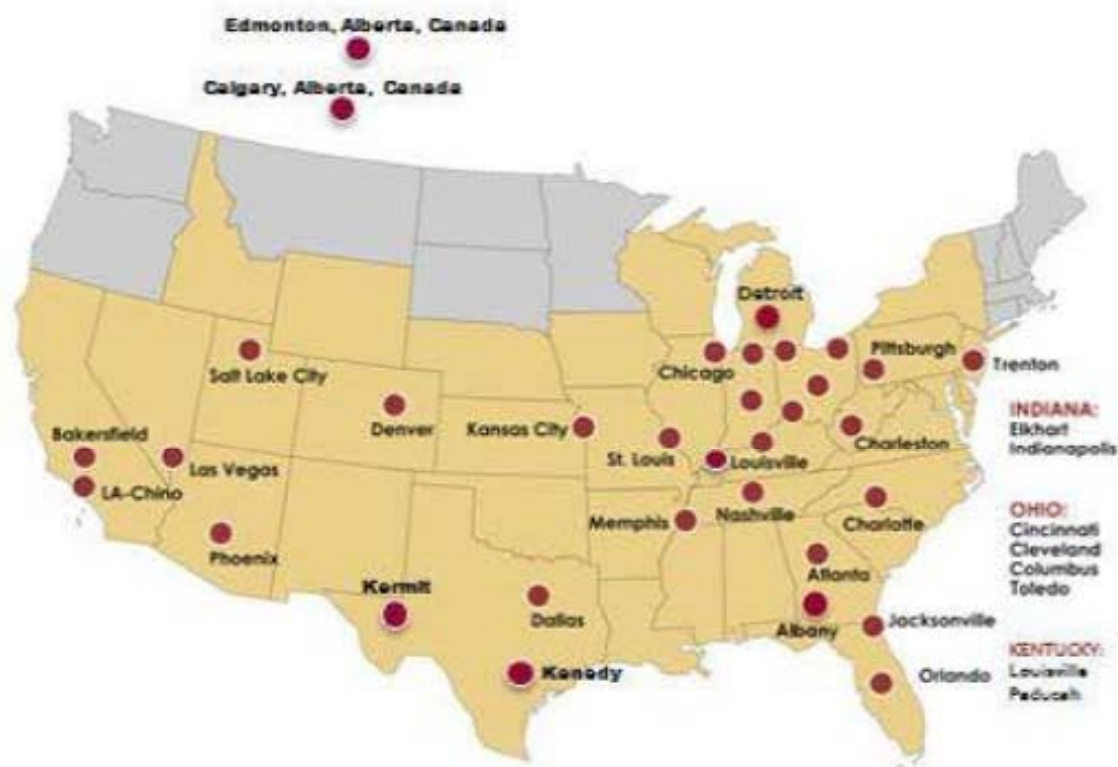 Edmonton, Alberta, Canada
Calgary, Alberta, Canada
Detroit
Pittsburgh
Trenton
Chicago
Salt Lake City
Denver
Kansas City
St. Louis
Louisville
Charleston
Bakersfield
Las Vegas
LA-Chino
Memphis
Nashville
Charlotte
Phoenix
Atlanta
Kermit
Dallas
Albany
Jacksonville
Kenedy
Orlando
INDIANA:
Elkhart
Indianapolis
OHIO:
Cincinnati
Cleveland
Columbus
Toledo
KENTUCKY:
Louisville
Paducah